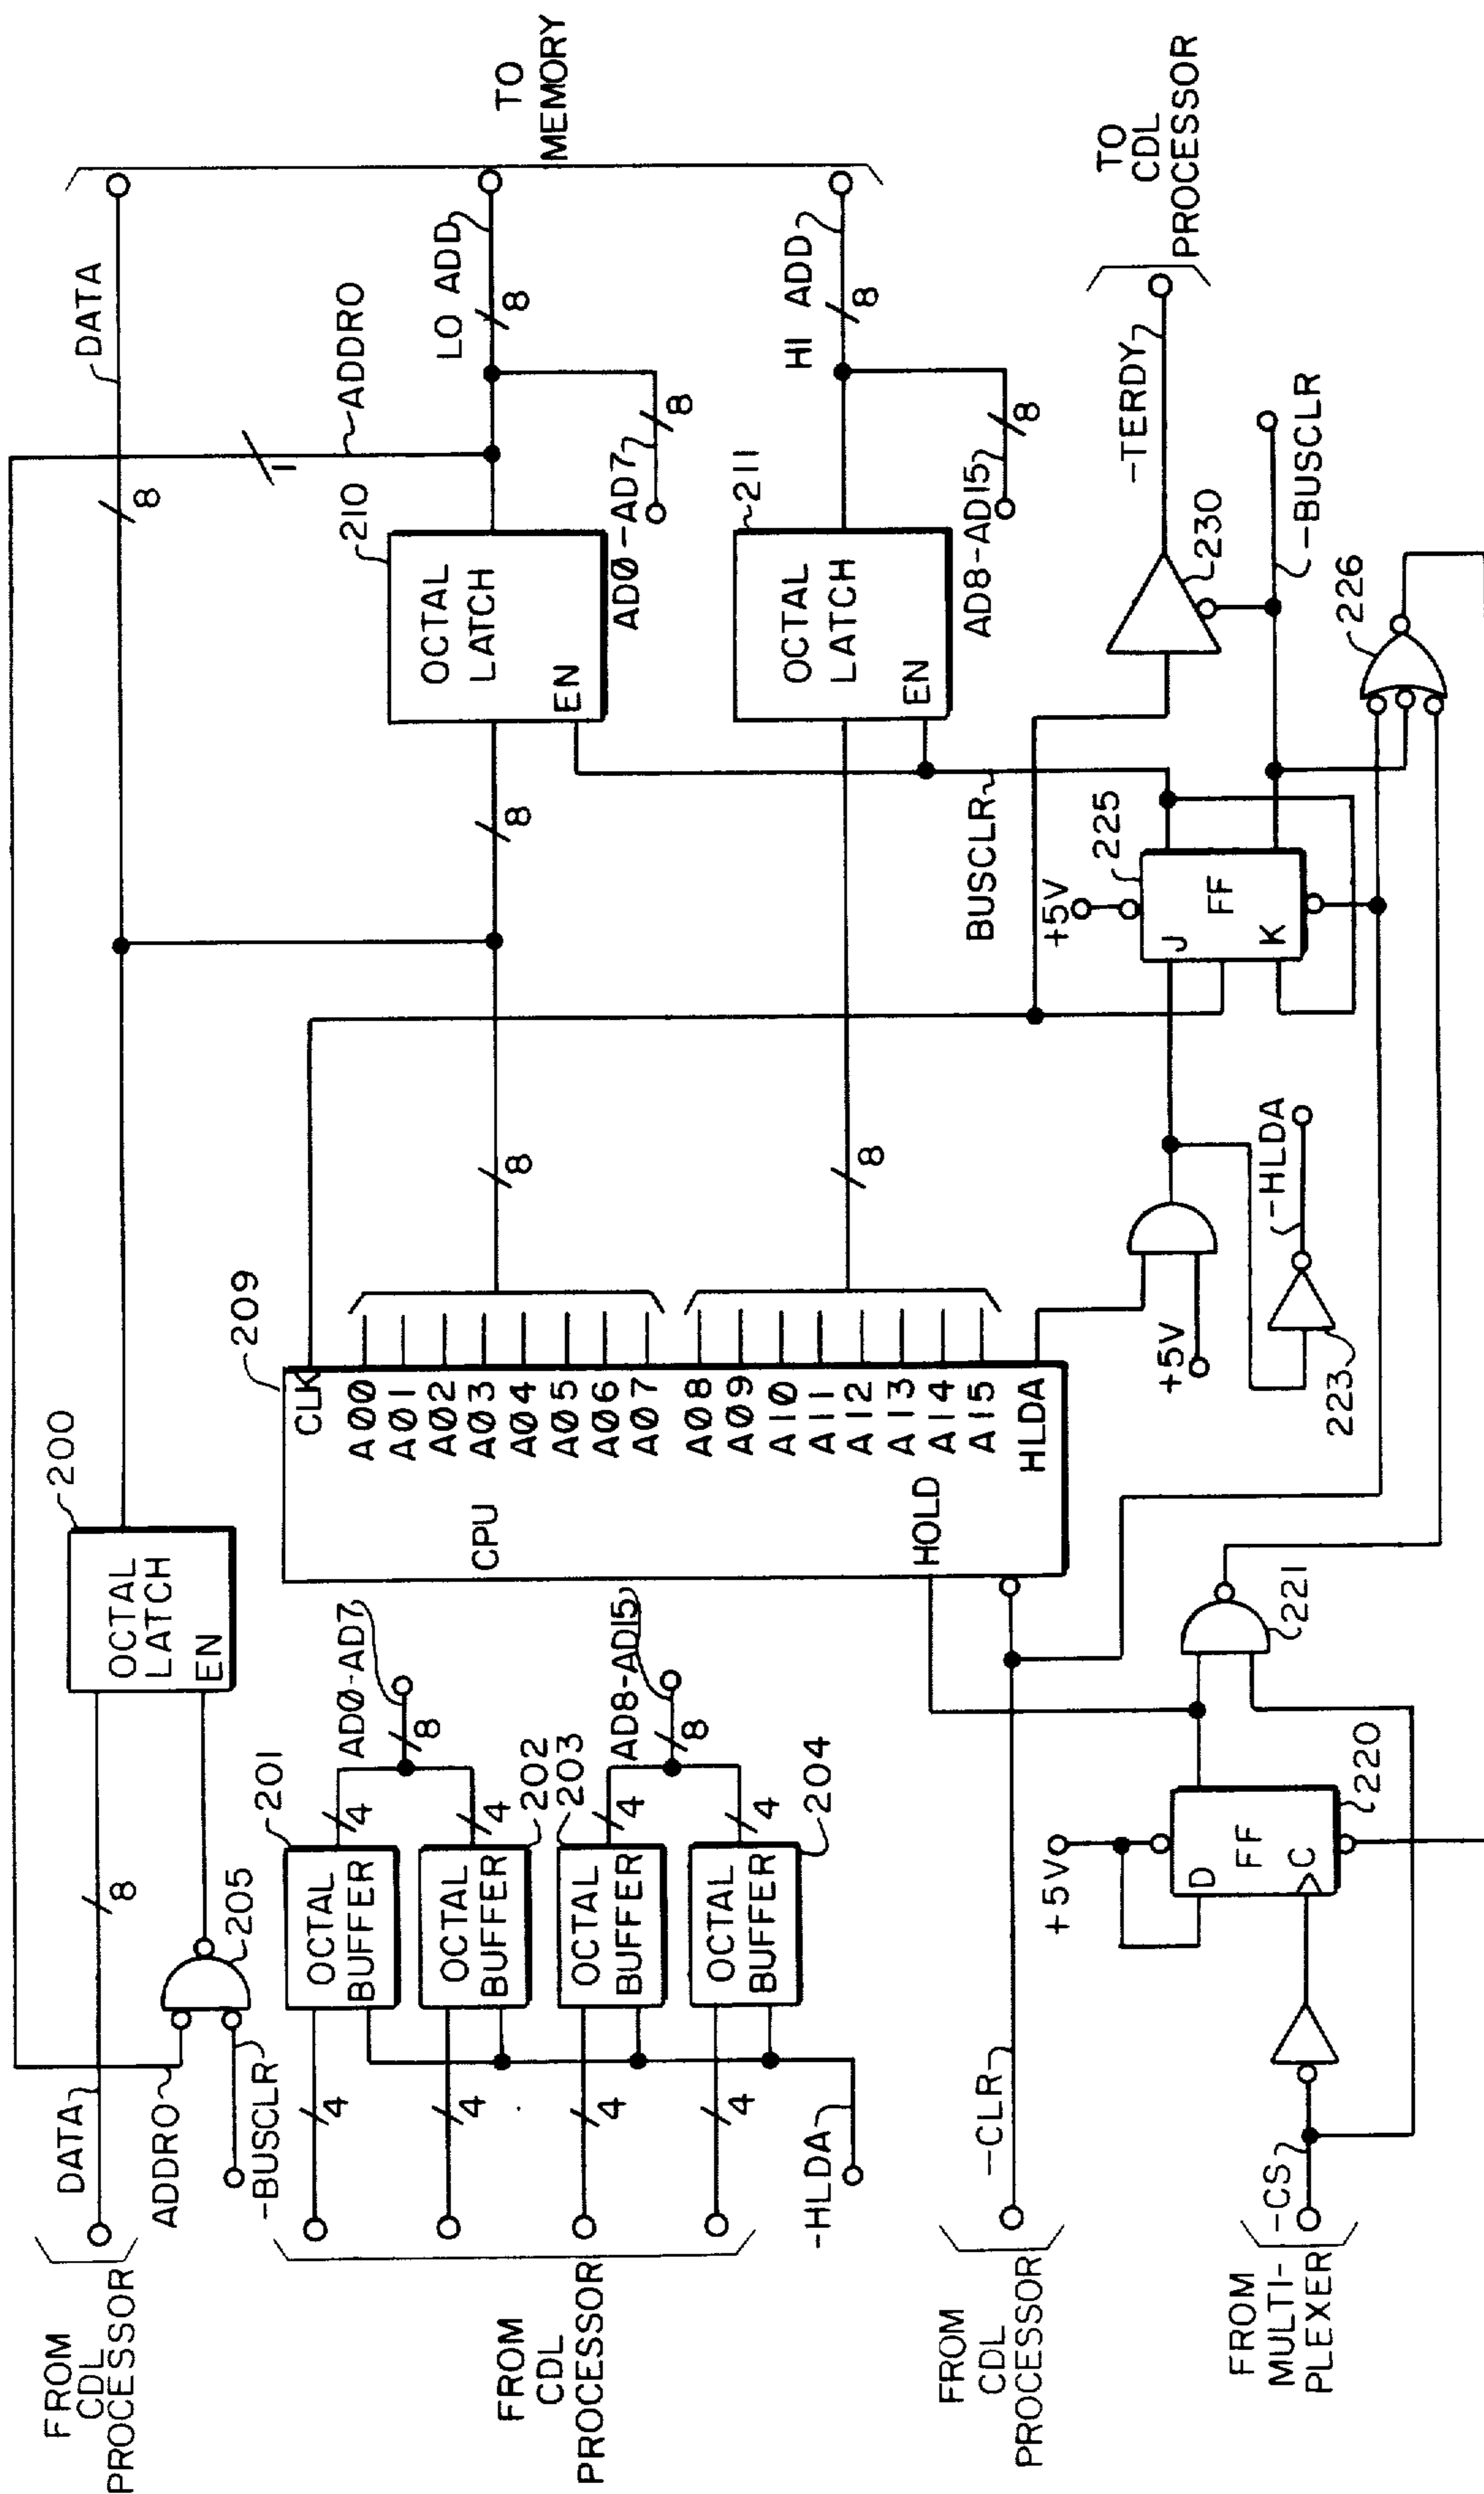 FROM
CDL
PROCESSOR
DATA
8
ADDRO
-BUSCLR
205
200
OCTAL
LATCH
EN
DATA
8
ADDRO
1
TO
MEMORY
FROM
CDL
PROCESSOR
4
4
4
4
-HLDA
201
OCTAL
BUFFER
4
AD0-AD7
8
202
OCTAL
BUFFER
4
203
OCTAL
BUFFER
4
AD8-AD15
8
204
OCTAL
BUFFER
4
209
CPU
CLK
A00
A01
A02
A03
A04
A05
A06
A07
A08
A09
A10
A11
A12
A13
A14
A15
HOLD
HLDA
8
8
8
210
OCTAL
LATCH
EN
LO ADD
8
AD0-AD7
8
211
OCTAL
LATCH
EN
HI ADD
8
AD8-AD15
8
FROM
CDL
PROCESSOR
--CLR
FROM
MULTI-
PLEXER
-CS
+5V
D
FF
C
220
221
+5V
223
-HLDA
BUSCLR
+5V
225
J
FF
K
-TERDY
230
TO
CDL
PROCESSOR
-BUSCLR
226